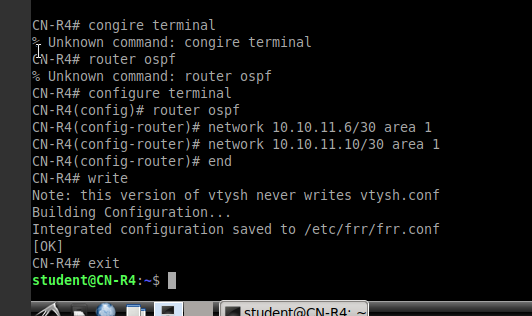 CN-R4# congire terminal
% Unknown command: congire terminal
CN-R4# router ospf
% Unknown command: router ospf
CN-R4# configure terminal
CN-R4(config)# router ospf
CN-R4(config-router)# network 10.10.11.6/30 area 1
CN-R4(config-router)# network 10.10.11.10/30 area 1
CN-R4(config-router)# end
CN-R4# write
Note: this version of vtysh never writes vtysh.conf
Building Configuration...
Integrated configuration saved to /etc/frr/frr.conf
[OK]
CN-R4# exit
student@CN-R4:~$
student@CN-R4: ~